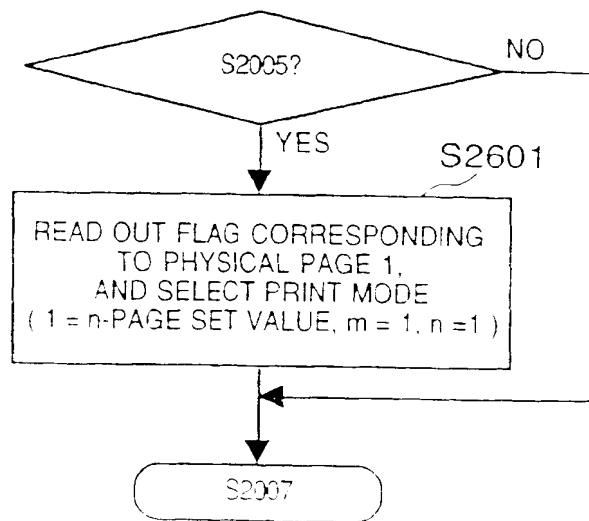 S2005?
NO
YES
S2601
READ OUT FLAG CORRESPONDING
TO PHYSICAL PAGE 1,
AND SELECT PRINT MODE
( 1 = n-PAGE SET VALUE, m = 1, n =1 )
S2007